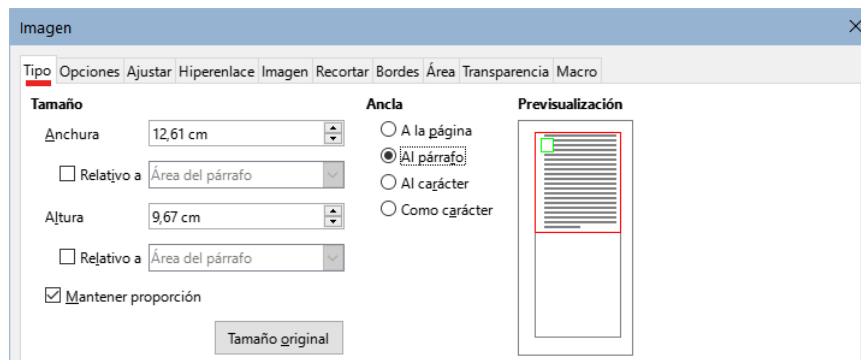 Imagen
Tipo Opciones Ajustar Hiperenlace Imagen Recortar Bordes Área Transparencia Macro
Tamaño
Anchura 12,61 cm
Relativo a Área del párrafo
Altura 9,67 cm
Relativo a Área del párrafo
Mantener proporción
Tamaño original
Ancla
A la página
Al párrafo
Al carácter
Como carácter
Previsualización